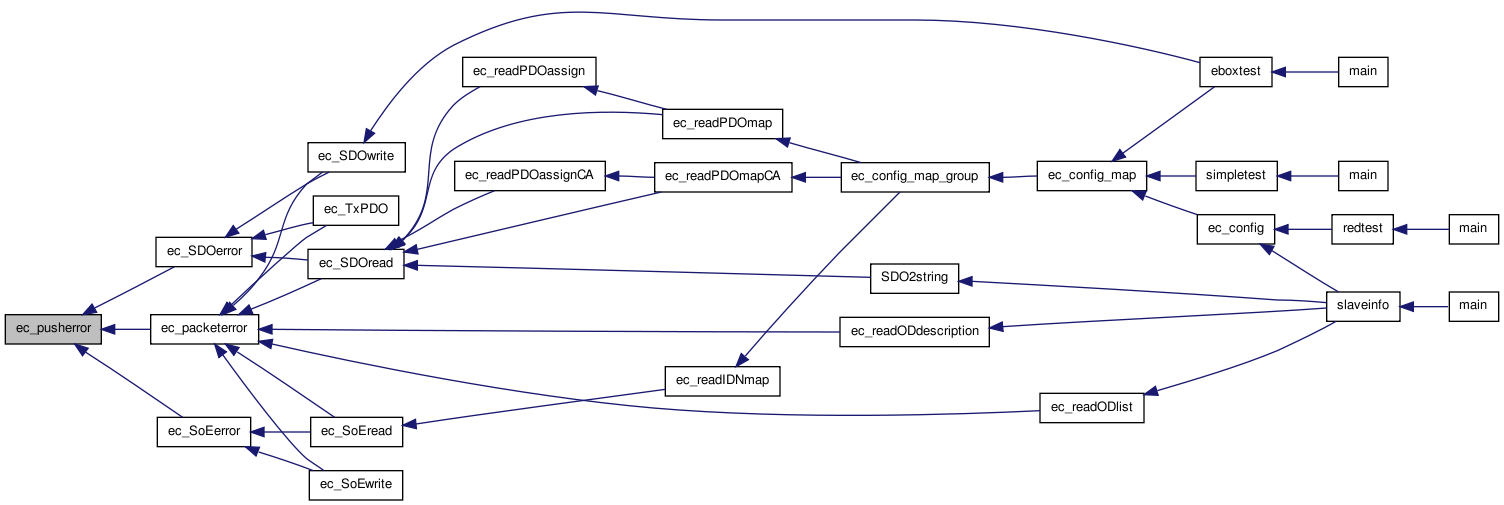 ec_pusherror
ec_SDOerror
ec_packeterror
ec_SoEerror
ec_SDOwrite
ec_TxPDO
ec_SDOread
ec_SoEread
ec_SoEwrite
ec_readPDOassign
ec_readPDOassignCA
ec_readPDOmap
ec_readPDOmapCA
ec_readIDNmap
ec_config_map_group
SDO2string
ec_readODdescription
ec_config_map
ec_readODlist
eboxtest
simpletest
ec_config
main
main
redtest
slaveinfo
main
main